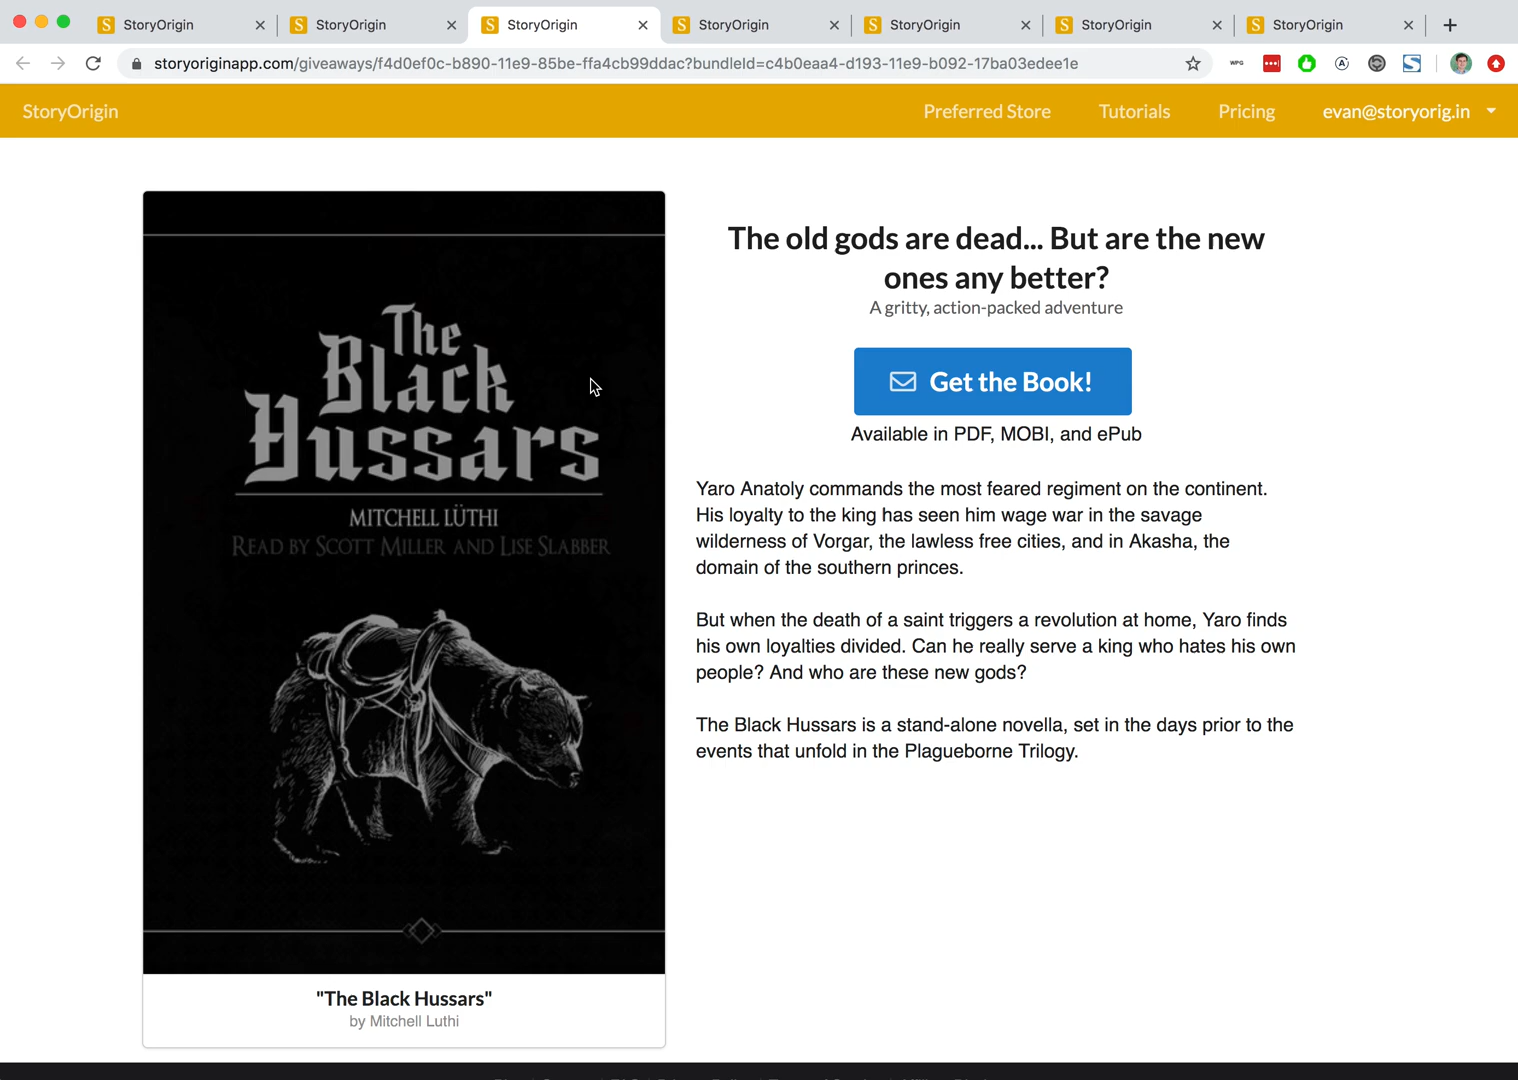 StoryOrigin
StoryOrigin
StoryOrigin
StoryOrigin
StoryOrigin
StoryOrigin
StoryOrigin
storyoriginapp.com/giveaways/f4d0ef0c-b890-11e9-85be-ffa4cb99ddac?bundleId=c4b0eaa4-d193-11e9-b092-17ba03edee1e
WPG
StoryOrigin
Preferred Store
Tutorials
Pricing
evan@storyorig.in
The
Black
Hussars
MITCHELL LÜTHI
READ BY SCOTT MILLER AND LISE SLABBER
"The Black Hussars"
by Mitchell Luthi
The old gods are dead... But are the new
ones any better?
A gritty, action-packed adventure
Get the Book!
Available in PDF, MOBI, and ePub
Yaro Anatoly commands the most feared regiment on the continent.
His loyalty to the king has seen him wage war in the savage
wilderness of Vorgar, the lawless free cities, and in Akasha, the
domain of the southern princes.
But when the death of a saint triggers a revolution at home, Yaro finds
his own loyalties divided. Can he really serve a king who hates his own
people? And who are these new gods?
The Black Hussars is a stand-alone novella, set in the days prior to the
events that unfold in the Plagueborne Trilogy.